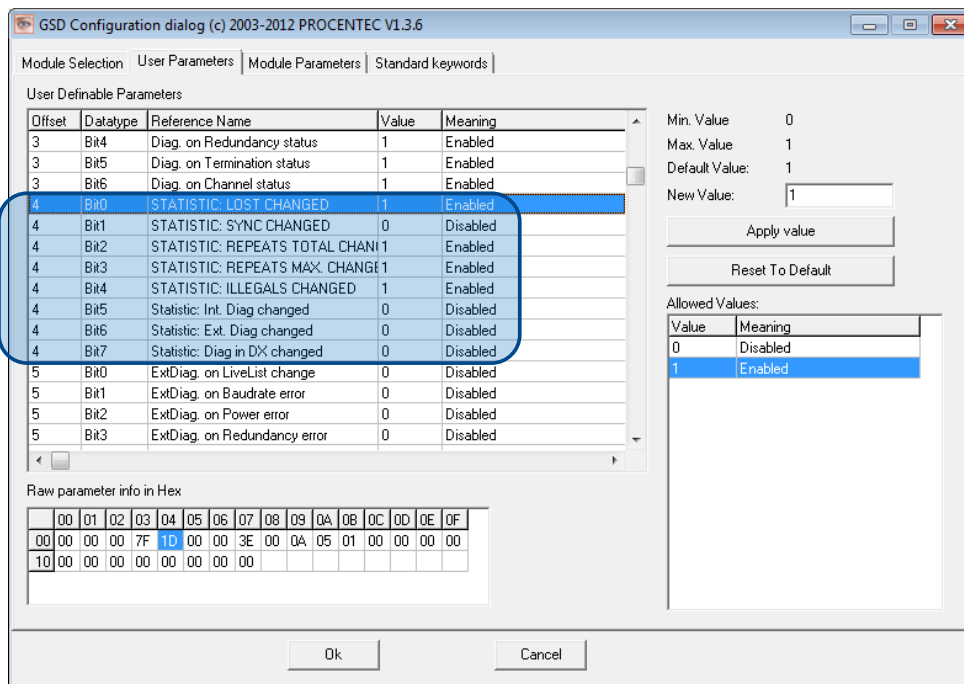 GSD Configuration dialog (c) 2003-2012 PROCENTEC V1.3.6
Module Selection User Parameters Module Parameters Standard keywords
User Definable Parameters
Offset Datatype Reference Name Value Meaning
3 Bit4 Diag. on Redundancy status 1 Enabled
3 Bit5 Diag. on Termination status 1 Enabled
3 Bit6 Diag. on Channel status 1 Enabled
4 Bit0 STATISTIC: LOST CHANGED 1 Enabled
4 Bit1 STATISTIC: SYNC CHANGED 0 Disabled
4 Bit2 STATISTIC: REPEATS TOTAL CHAN 1 Enabled
4 Bit3 STATISTIC: REPEATS MAX. CHANGE 1 Enabled
4 Bit4 STATISTIC: ILLEGALS CHANGED 1 Enabled
4 Bit5 Statistic: Int. Diag changed 0 Disabled
4 Bit6 Statistic: Ext. Diag changed 0 Disabled
4 Bit7 Statistic: Diag in DX changed 0 Disabled
5 Bit0 ExtDiag. on LiveList change 0 Disabled
5 Bit1 ExtDiag. on Baudrate error 0 Disabled
5 Bit2 ExtDiag. on Power error 0 Disabled
5 Bit3 ExtDiag. on Redundancy error 0 Disabled
Min. Value 0
Max. Value 1
Default Value: 1
New Value: 1
Apply value
Reset To Default
Allowed Values:
Value Meaning
0 Disabled
1 Enabled
Raw parameter info in Hex
00 01 02 03 04 05 06 07 08 09 0A 0B 0C 0D 0E 0F
00 00 00 00 7F 1D 00 00 3E 00 0A 05 01 00 00 00 00
10 00 00 00 00 00 00 00 00
Ok Cancel